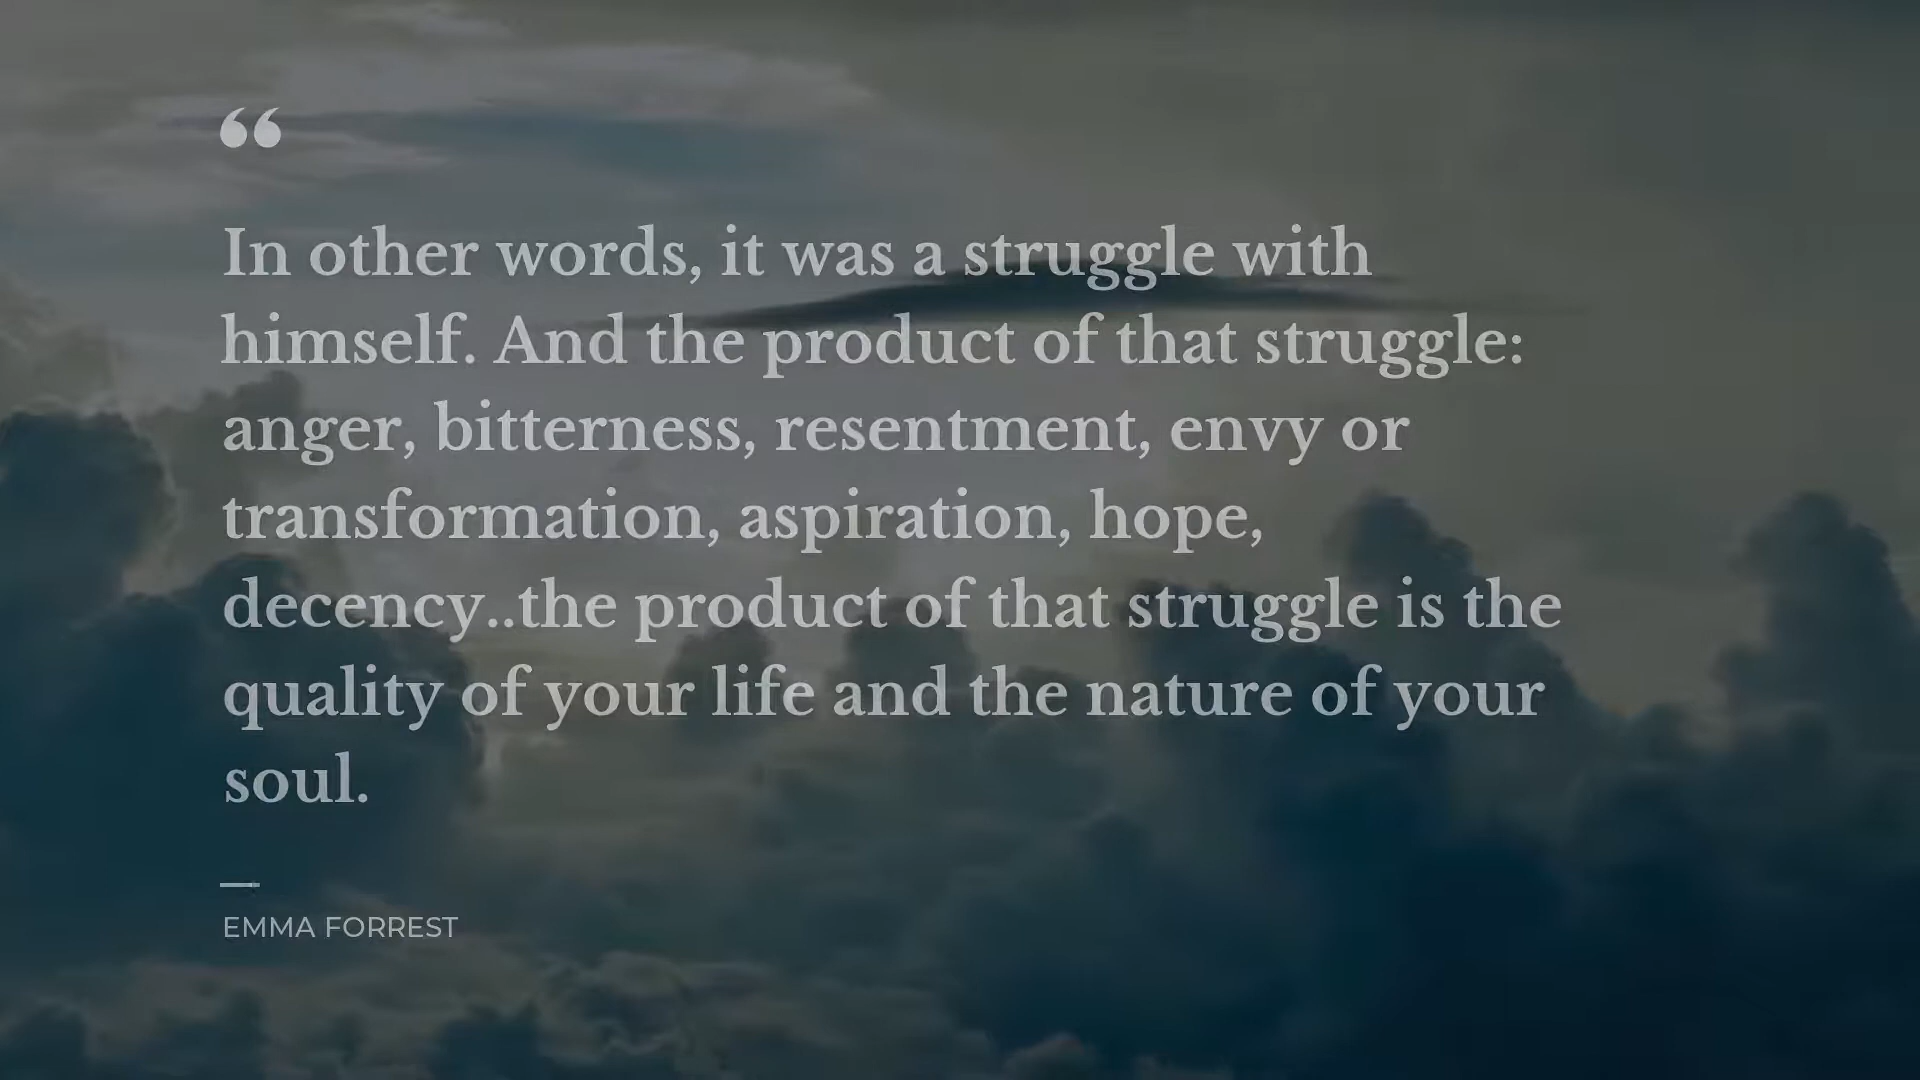 “
In other words, it was a struggle with
himself. And the product of that struggle:
anger, bitterness, resentment, envy or
transformation, aspiration, hope,
decency..the product of that struggle is the
quality of your life and the nature of your
soul.
—
EMMA FORREST